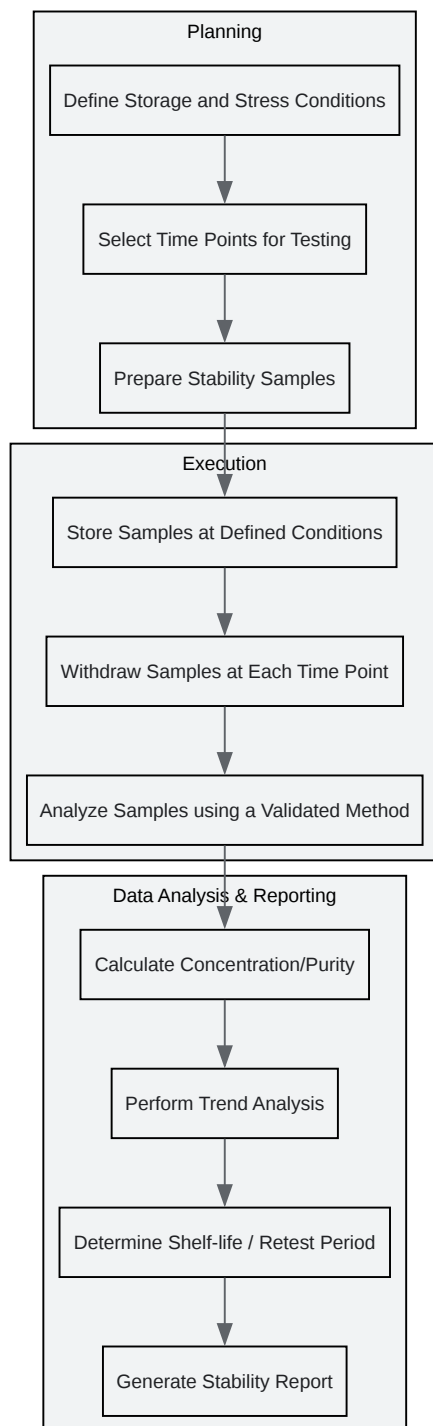 Planning
Define Storage and Stress Conditions
Select Time Points for Testing
Prepare Stability Samples
Execution
Store Samples at Defined Conditions
Withdraw Samples at Each Time Point
Analyze Samples using a Validated Method
Data Analysis & Reporting
Calculate Concentration/Purity
Perform Trend Analysis
Determine Shelf-life / Retest Period
Generate Stability Report